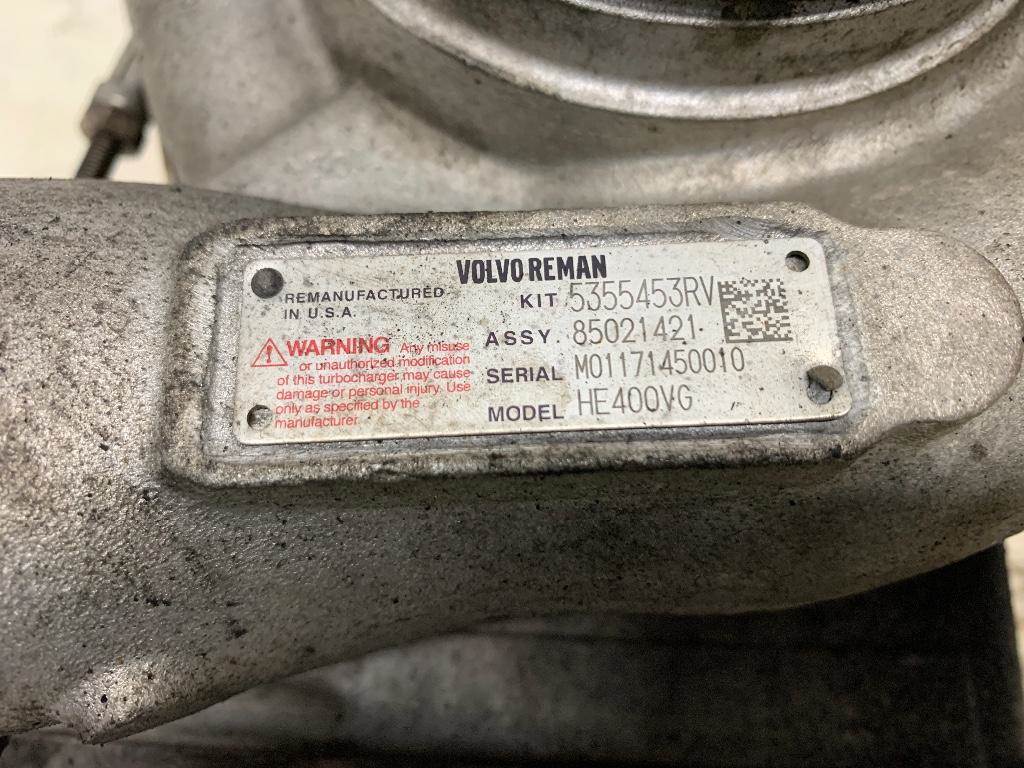 VOLVO REMAN
REMANUFACTURED
IN U.S.A.
KIT 5355453RV
ASSY. 85021421
SERIAL M01171450010
MODEL HE400VG
WARNING Any misuse
or unauthorized modification
of this turbocharger may cause
damage or personal injury. Use
only as specified by the
manufacturer